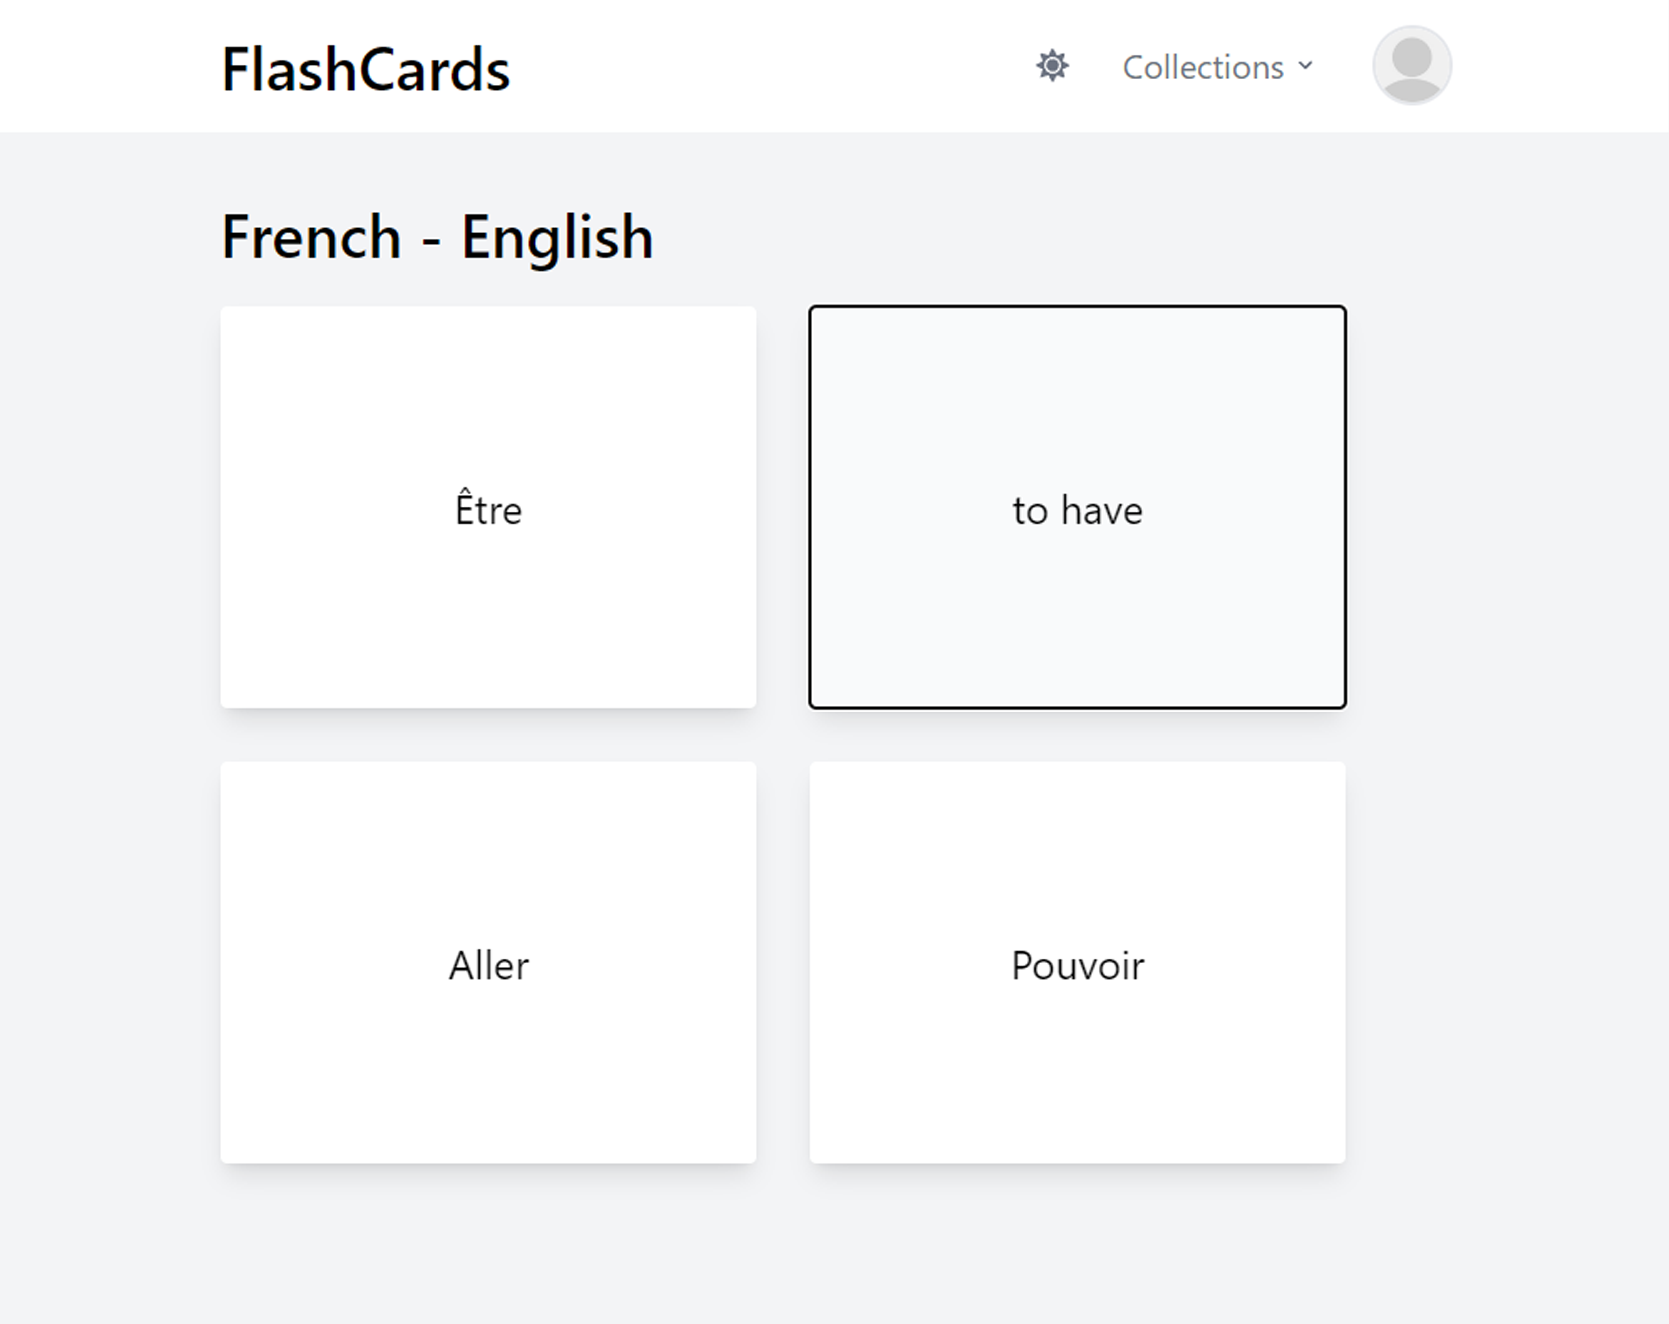 FlashCards
Collections
French - English
Être
to have
Aller
Pouvoir